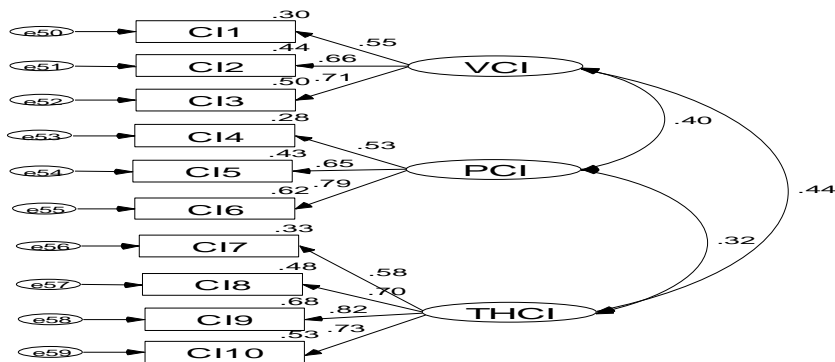 .30
e50 CI1 .55
.44
e51 CI2 .66 VCI
.50 .71
e52 CI3
.28
e53 CI4 .53 .40
.43
e54 CI5 .65 PCI
.62 .79 .44
e55 CI6
.33
e56 CI7 .58 .32
.48
e57 CI8 .70
.68
e58 CI9 .82 THCI
.53 .73
e59 CI10